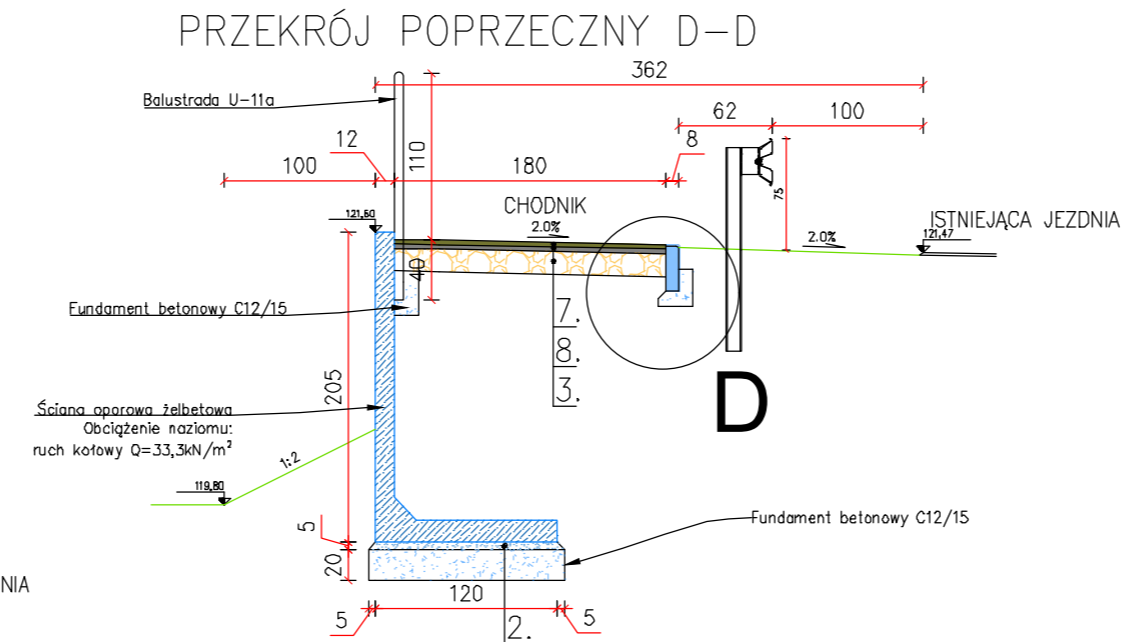 PRZEKRÓJ POPRZECZNY D-D
362
Balustrada U-11a
62
100
12
8
100
110
180
75
121,60
CHODNIK
2.0%
ISTNIEJĄCA JEZDNIA
121,47
2.0%
40
Fundament betonowy C12/15
7.
8.
3.
D
205
Ściana oporowa żelbetowa
Obciążenie naziomu:
ruch kołowy Q=33,3kN/m²
1:2
119,80
5
Fundament betonowy C12/15
20
NIA
120
5
5
2.